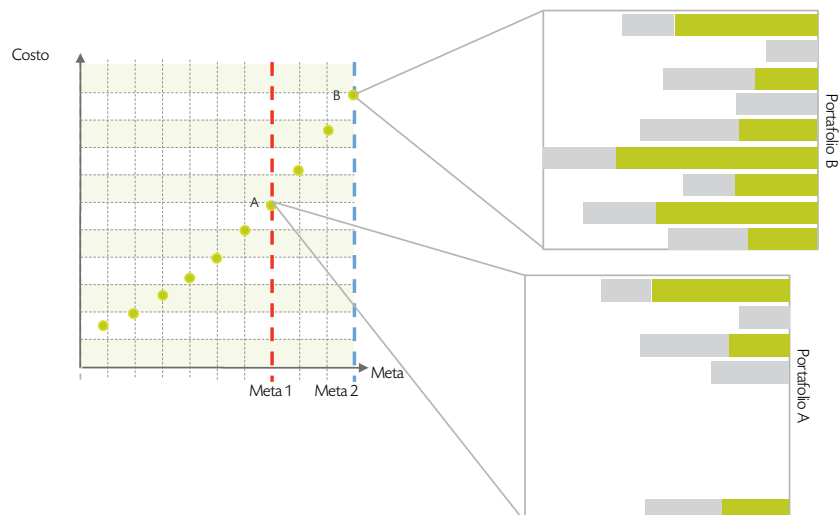 Costo
B
A
Meta
Meta 1
Meta 2
Portafolio B
Portafolio A